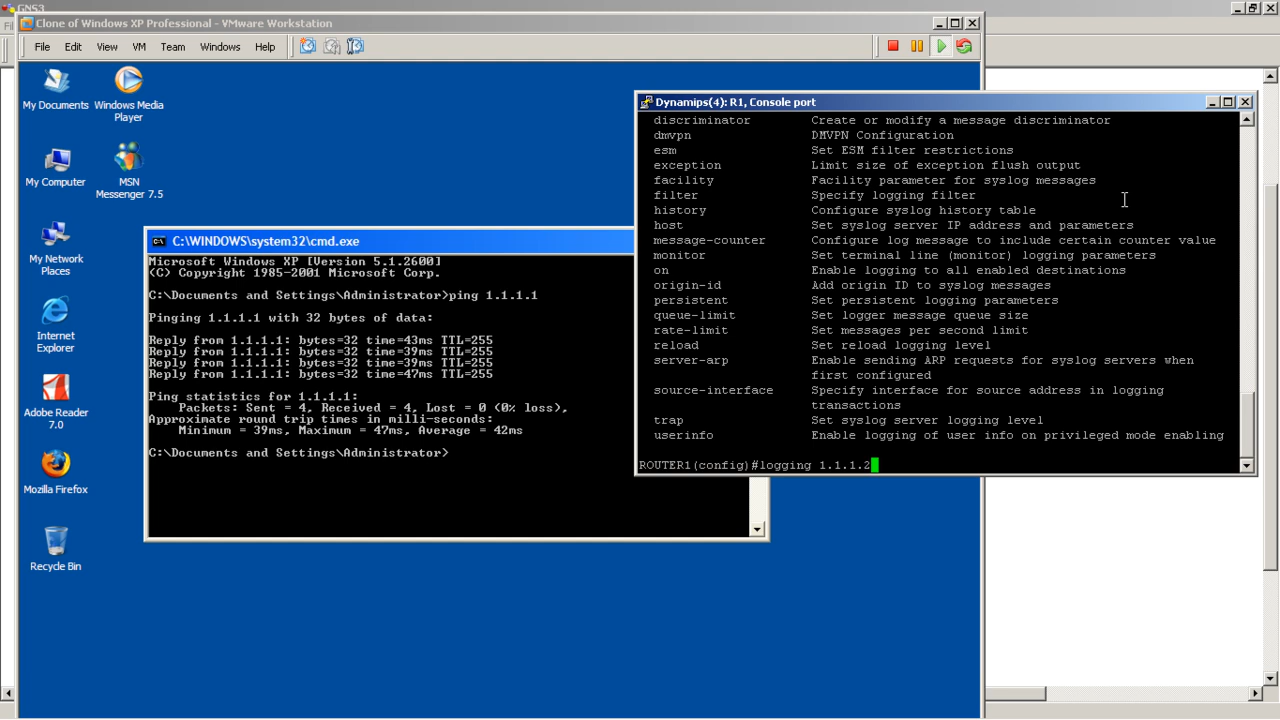 GNS3
Clone of Windows XP Professional - VMware Workstation
File Edit View VM Team Windows Help
My Documents
Windows Media Player
My Computer
MSN Messenger 7.5
My Network Places
Internet Explorer
Adobe Reader 7.0
Mozilla Firefox
Recycle Bin
C:\WINDOWS\system32\cmd.exe
Microsoft Windows XP [Version 5.1.2600]
(C) Copyright 1985-2001 Microsoft Corp.
C:\Documents and Settings\Administrator>ping 1.1.1.1
Pinging 1.1.1.1 with 32 bytes of data:
Reply from 1.1.1.1: bytes=32 time=43ms TTL=255
Reply from 1.1.1.1: bytes=32 time=39ms TTL=255
Reply from 1.1.1.1: bytes=32 time=39ms TTL=255
Reply from 1.1.1.1: bytes=32 time=47ms TTL=255
Ping statistics for 1.1.1.1:
Packets: Sent = 4, Received = 4, Lost = 0 (0% loss),
Approximate round trip times in milli-seconds:
Minimum = 39ms, Maximum = 47ms, Average = 42ms
C:\Documents and Settings\Administrator>
Dynamips(4): R1, Console port
discriminator Create or modify a message discriminator
dmvpn DMVPN Configuration
esm Set ESM filter restrictions
exception Limit size of exception flush output
facility Facility parameter for syslog messages
filter Specify logging filter
history Configure syslog history table
host Set syslog server IP address and parameters
message-counter Configure log message to include certain counter value
monitor Set terminal line (monitor) logging parameters
on Enable logging to all enabled destinations
origin-id Add origin ID to syslog messages
persistent Set persistent logging parameters
queue-limit Set logger message queue size
rate-limit Set messages per second limit
reload Set reload logging level
server-arp Enable sending ARP requests for syslog servers when
first configured
source-interface Specify interface for source address in logging
transactions
trap Set syslog server logging level
userinfo Enable logging of user info on privileged mode enabling
ROUTER1(config)#logging 1.1.1.2